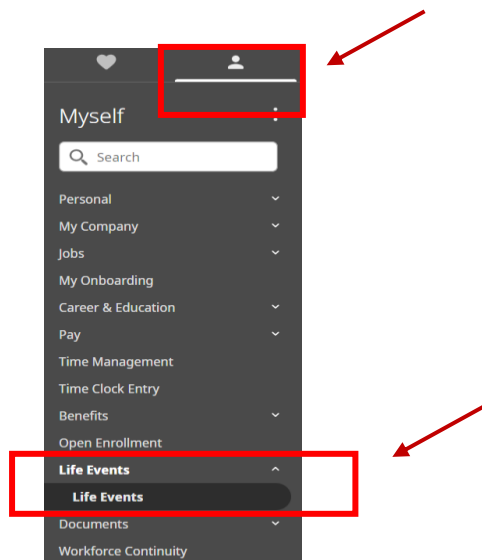 Myself
Search
Personal
My Company
Jobs
My Onboarding
Career & Education
Pay
Time Management
Time Clock Entry
Benefits
Open Enrollment
Life Events
Life Events
Documents
Workforce Continuity